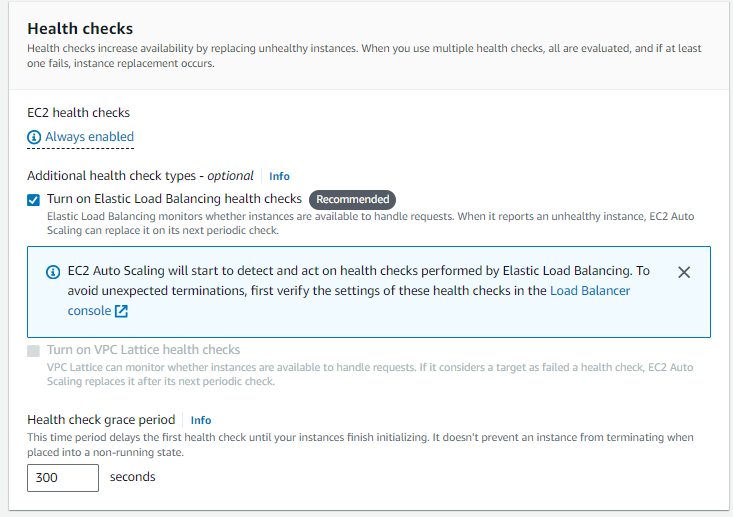 Health checks
Health checks increase availability by replacing unhealthy instances. When you use multiple health checks, all are evaluated, and if at least
one fails, instance replacement occurs.
EC2 health checks
Always enabled
Additional health check types - optional Info
Turn on Elastic Load Balancing health checks Recommended
Elastic Load Balancing monitors whether instances are available to handle requests. When it reports an unhealthy instance, EC2 Auto
Scaling can replace it on its next periodic check.
EC2 Auto Scaling will start to detect and act on health checks performed by Elastic Load Balancing. To
avoid unexpected terminations, first verify the settings of these health checks in the Load Balancer
console
Turn on VPC Lattice health checks
VPC Lattice can monitor whether instances are available to handle requests. If it considers a target as failed a health check, EC2 Auto
Scaling replaces it after its next periodic check.
Health check grace period Info
This time period delays the first health check until your instances finish initializing. It doesn't prevent an instance from terminating when
placed into a non-running state.
300 seconds